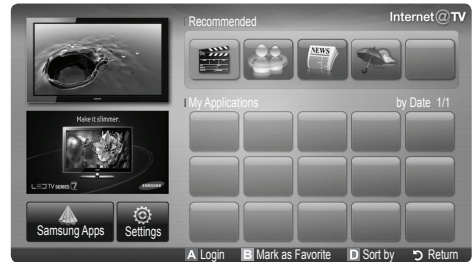 Internet@TV
Recommended
NEWS
My Applications
by Date 1/1
Make it slimmer.
LED TV SERIES 7
SAMSUNG
Samsung Apps
Settings
A Login
B Mark as Favorite
D Sort by
Return